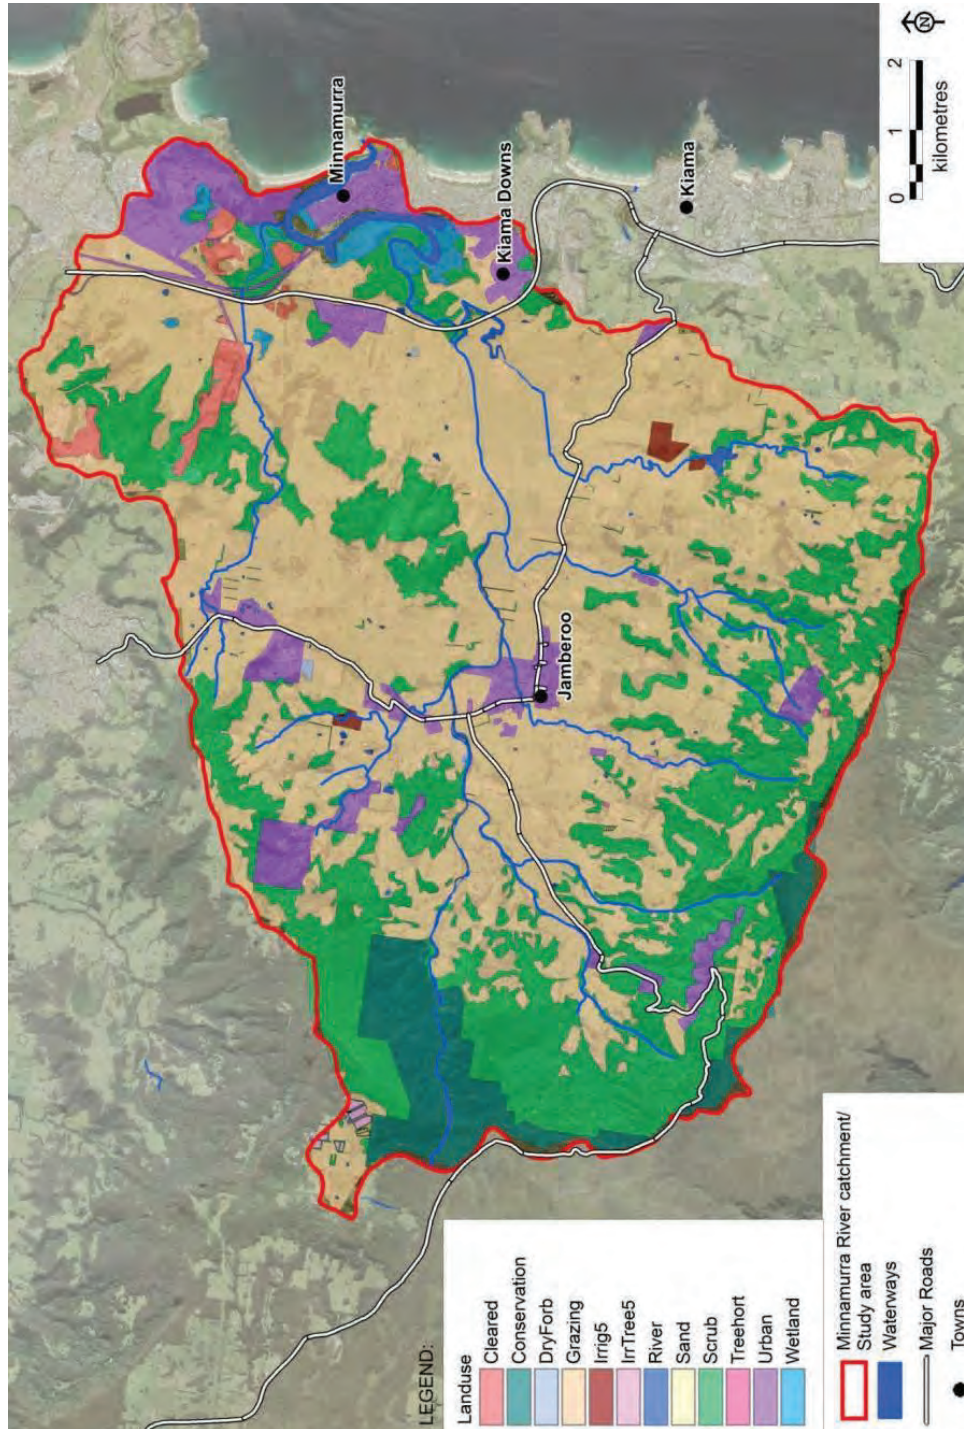 Minnamurra
Kiama Downs
Kiama
Jamberoo
N
0 1 2
kilometres
LEGEND:
Landuse
Cleared
Conservation
DryForb
Grazing
Irrig5
IrrTree5
River
Sand
Scrub
Treehort
Urban
Wetland
Minnamurra River catchment/
Study area
Waterways
Major Roads
Towns